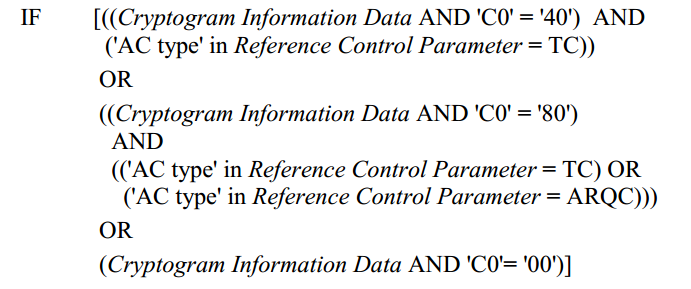 IF [((Cryptogram Information Data AND 'C0' = '40') AND
('AC type' in Reference Control Parameter = TC))
OR
((Cryptogram Information Data AND 'C0' = '80')
AND
(('AC type' in Reference Control Parameter = TC) OR
('AC type' in Reference Control Parameter = ARQC)))
OR
(Cryptogram Information Data AND 'C0'= '00')]